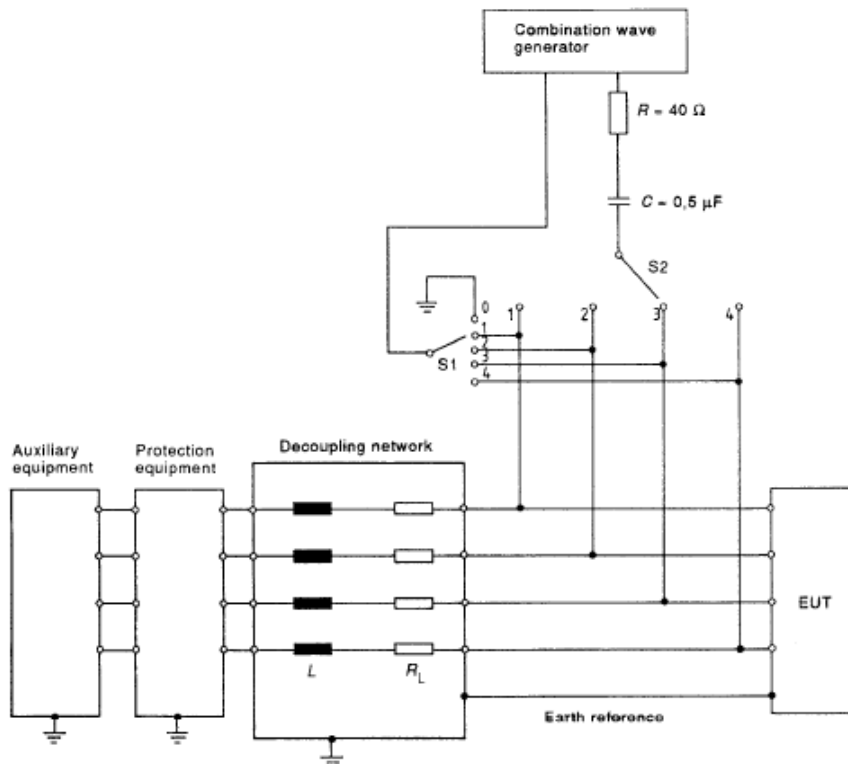 Combination wave
generator
R = 40 Ω
C = 0,5 µF
S2
0
1
2
3
4
S1
1
2
3
4
Auxiliary
equipment
Protection
equipment
Decoupling network
L
R_L
EUT
Earth reference